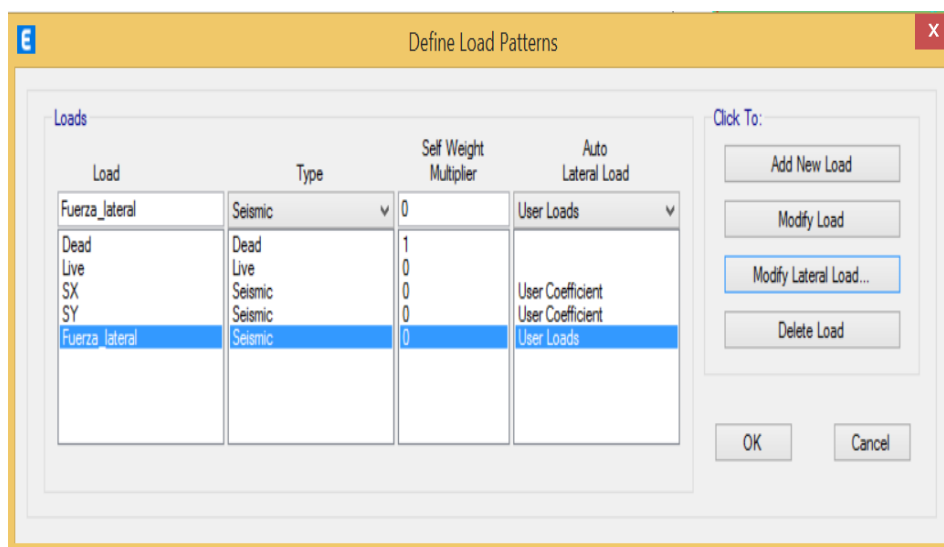 E
Define Load Patterns
X
Loads
Click To:
Load
Type
Self Weight
Multiplier
Auto
Lateral Load
Fuerza_lateral Seismic 0 User Loads
Dead Dead 1
Live Live 0
SX Seismic 0 User Coefficient
SY Seismic 0 User Coefficient
Fuerza_lateral Seismic 0 User Loads
Add New Load
Modify Load
Modify Lateral Load...
Delete Load
OK
Cancel